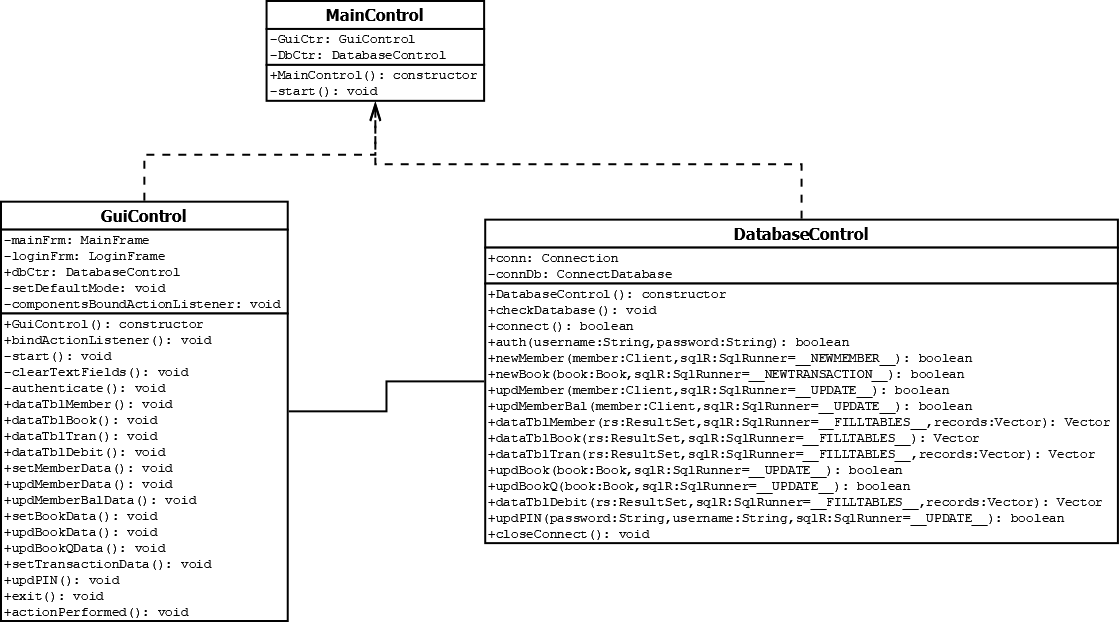 MainControl
-GuiCtr: GuiControl
-DbCtr: DatabaseControl
+MainControl(): constructor
-start(): void
GuiControl
-mainFrm: MainFrame
-loginFrm: LoginFrame
+dbCtr: DatabaseControl
-setDefaultMode: void
-componentsBoundActionListener: void
+GuiControl(): constructor
+bindActionListener(): void
-start(): void
-clearTextFields(): void
-authenticate(): void
+dataTblMember(): void
+dataTblBook(): void
+dataTblTran(): void
+dataTblDebit(): void
+setMemberData(): void
+updMemberData(): void
+updMemberBalData(): void
+setBookData(): void
+updBookData(): void
+updBookQData(): void
+setTransactionData(): void
+updPIN(): void
+exit(): void
+actionPerformed(): void
DatabaseControl
+conn: Connection
-connDb: ConnectDatabase
+DatabaseControl(): constructor
+checkDatabase(): void
+connect(): boolean
+auth(username:String,password:String): boolean
+newMember(member:Client,sqlR:SqlRunner=__NEWMEMBER__): boolean
+newBook(book:Book,sqlR:SqlRunner=__NEWTRANSACTION__): boolean
+updMember(member:Client,sqlR:SqlRunner=__UPDATE__): boolean
+updMemberBal(member:Client,sqlR:SqlRunner=__UPDATE__): boolean
+dataTblMember(rs:ResultSet,sqlR:SqlRunner=__FILLTABLES__,records:Vector): Vector
+dataTblBook(rs:ResultSet,sqlR:SqlRunner=__FILLTABLES__): Vector
+dataTblTran(rs:ResultSet,sqlR:SqlRunner=__FILLTABLES__,records:Vector): Vector
+updBook(book:Book,sqlR:SqlRunner=__UPDATE__): boolean
+updBookQ(book:Book,sqlR:SqlRunner=__UPDATE__): boolean
+dataTblDebit(rs:ResultSet,sqlR:SqlRunner=__FILLTABLES__,records:Vector): Vector
+updPIN(password:String,username:String,sqlR:SqlRunner=__UPDATE__): boolean
+closeConnect(): void